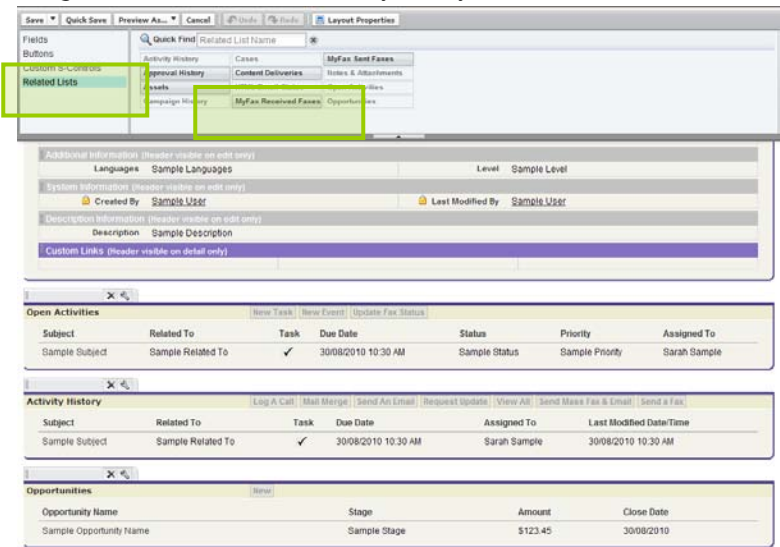 Save Quick Save Preview As... Cancel Undo Redo Layout Properties
Fields
Buttons
Custom S-Controls
Related Lists
Quick Find Related List Name
Activity History Cases MyFax Sent Faxes
Approval History Content Deliveries Notes & Attachments
Assets
Campaign History MyFax Received Faxes Opportunities
Additional Information (Header visible on edit only)
Languages Sample Languages Level Sample Level
System Information (Header visible on edit only)
Created By Sample User Last Modified By Sample User
Description Information (Header visible on edit only)
Description Sample Description
Custom Links (Header visible on detail only)
Open Activities New Task New Event Update Fax Status
Subject Related To Task Due Date Status Priority Assigned To
Sample Subject Sample Related To ✓ 30/08/2010 10:30 AM Sample Status Sample Priority Sarah Sample
Activity History Log A Call Mail Merge Send An Email Request Update View All Send Mass Fax & Email Send a Fax
Subject Related To Task Due Date Assigned To Last Modified Date/Time
Sample Subject Sample Related To ✓ 30/08/2010 10:30 AM Sarah Sample 30/08/2010 10:30 AM
Opportunities New
Opportunity Name Stage Amount Close Date
Sample Opportunity Name Sample Stage $123.45 30/08/2010